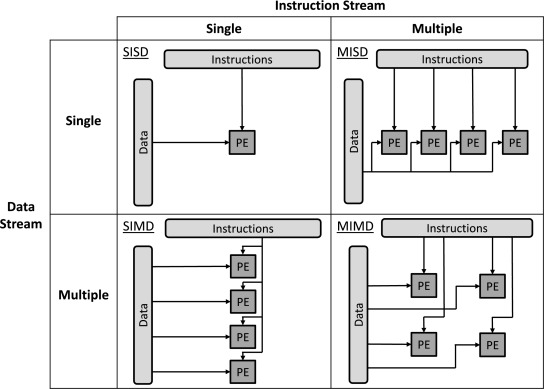 Instruction Stream
Single
Multiple
Data
Stream
Single
SISD
Instructions
Data
PE
MISD
Instructions
Data
PE PE PE PE
Multiple
SIMD
Instructions
Data
PE
PE
PE
PE
MIMD
Instructions
Data
PE PE
PE PE